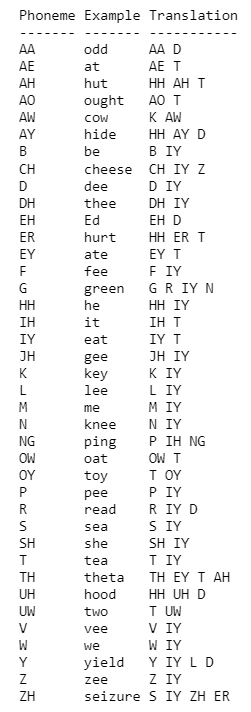 Phoneme Example Translation
------- ------- -----------
AA odd AA D
AE at AE T
AH hut HH AH T
AO ought AO T
AW cow K AW
AY hide HH AY D
B be B IY
CH cheese CH IY Z
D dee D IY
DH thee DH IY
EH Ed EH D
ER hurt HH ER T
EY ate EY T
F fee F IY
G green G R IY N
HH he HH IY
IH it IH T
IY eat IY T
JH gee JH IY
K key K IY
L lee L IY
M me M IY
N knee N IY
NG ping P IH NG
OW oat OW T
OY toy T OY
P pee P IY
R read R IY D
S sea S IY
SH she SH IY
T tea T IY
TH theta TH EY T AH
UH hood HH UH D
UW two T UW
V vee V IY
W we W IY
Y yield Y IY L D
Z zee Z IY
ZH seizure S IY ZH ER